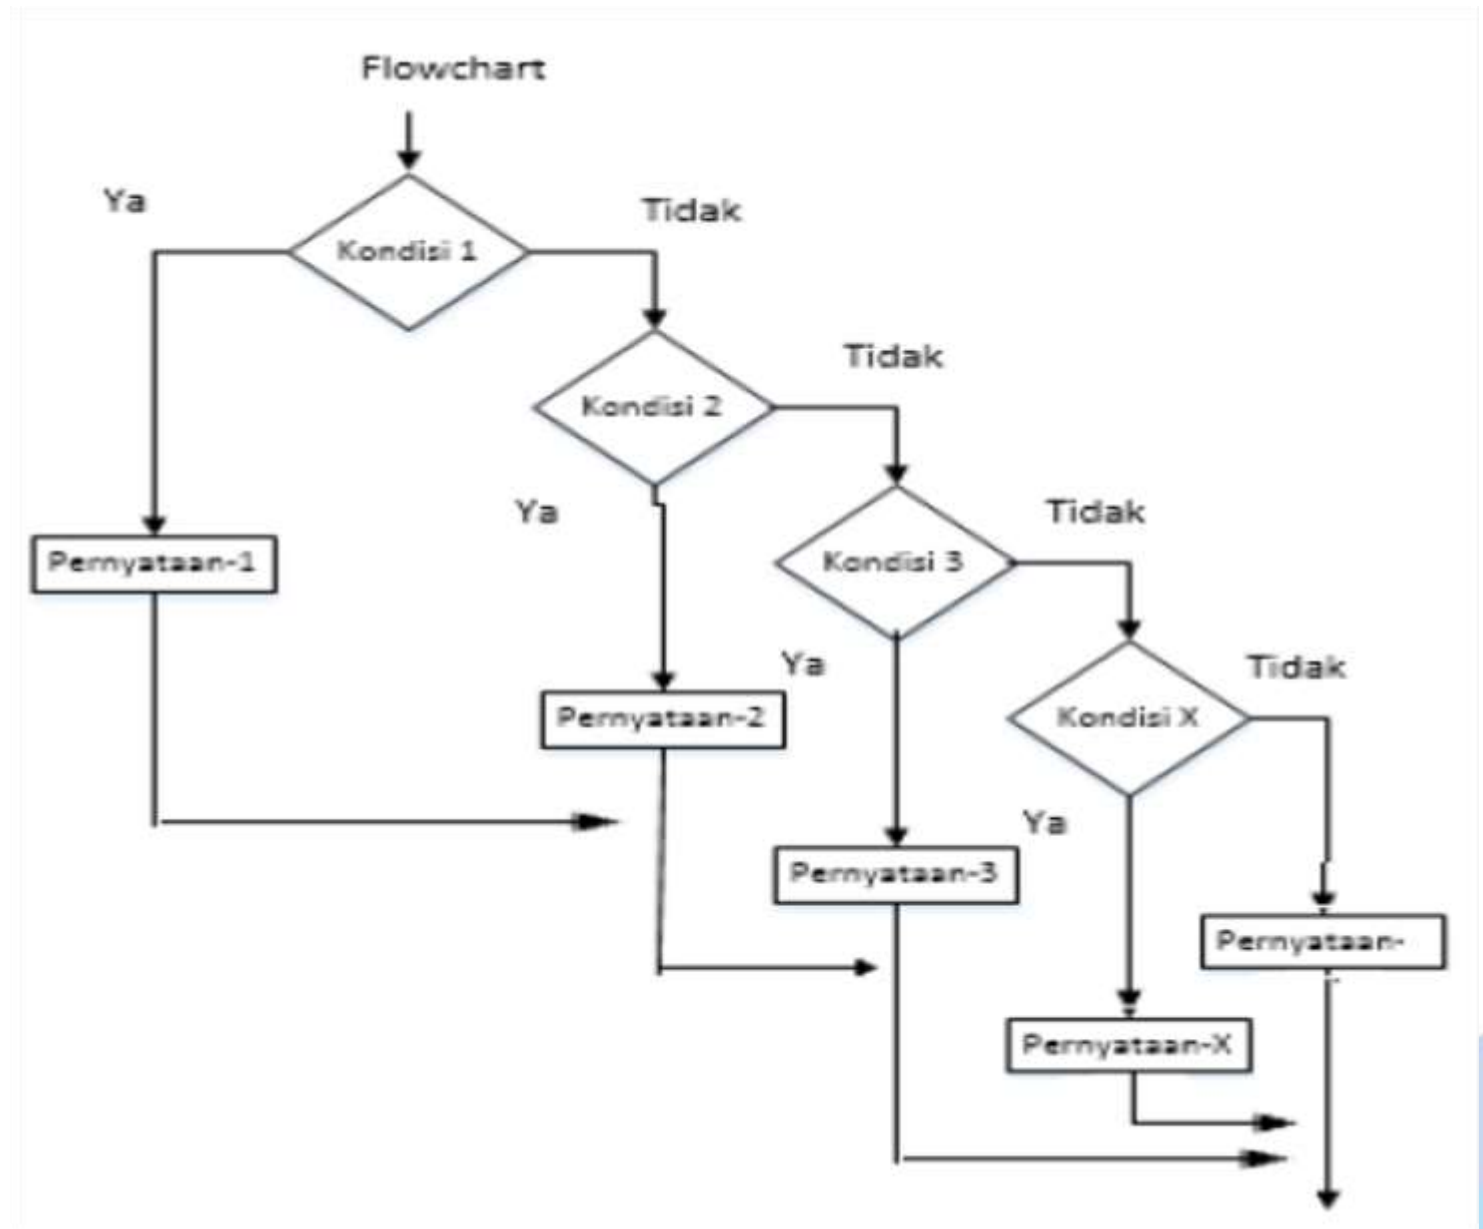 Flowchart
Ya
Tidak
Kondisi 1
Tidak
Kondisi 2
Ya
Tidak
Kondisi 3
Pernyataan-1
Ya
Tidak
Pernyataan-2
Kondisi X
Ya
Pernyataan-3
Pernyataan-
Pernyataan-X